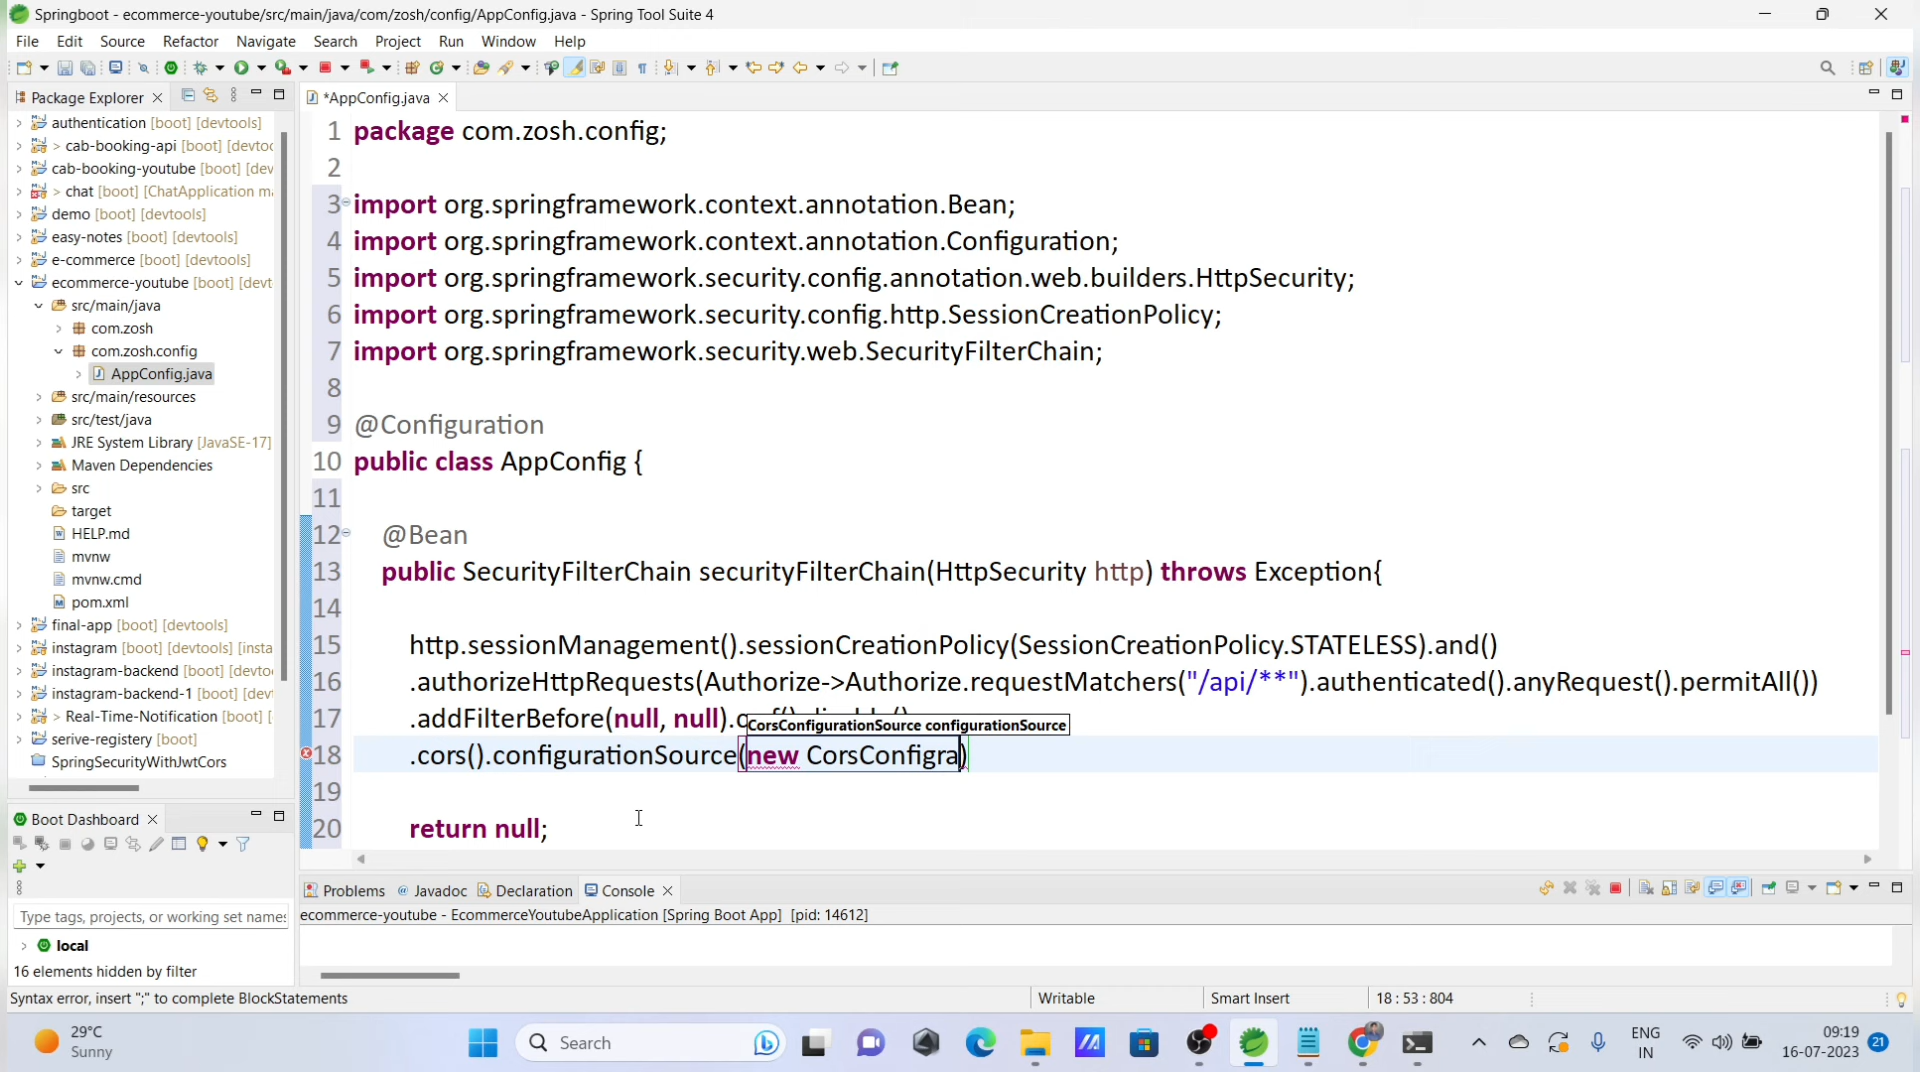 Springboot - ecommerce-youtube/src/main/java/com/zosh/config/AppConfig.java - Spring Tool Suite 4
File Edit Source Refactor Navigate Search Project Run Window Help
Package Explorer
authentication [boot] [devtools]
> cab-booking-api [boot] [devtoo
cab-booking-youtube [boot] [dev
> chat [boot] [ChatApplication ma
demo [boot] [devtools]
easy-notes [boot] [devtools]
e-commerce [boot] [devtools]
ecommerce-youtube [boot] [devt
src/main/java
com.zosh
com.zosh.config
AppConfig.java
src/main/resources
src/test/java
JRE System Library [JavaSE-17]
Maven Dependencies
src
target
HELP.md
mvnw
mvnw.cmd
pom.xml
final-app [boot] [devtools]
instagram [boot] [devtools] [insta
instagram-backend [boot] [devto
instagram-backend-1 [boot] [dev
> Real-Time-Notification [boot] [
serive-registery [boot]
SpringSecurityWithJwtCors
Boot Dashboard
Type tags, projects, or working set names
local
16 elements hidden by filter
*AppConfig.java
1 package com.zosh.config;
2
3 import org.springframework.context.annotation.Bean;
4 import org.springframework.context.annotation.Configuration;
5 import org.springframework.security.config.annotation.web.builders.HttpSecurity;
6 import org.springframework.security.config.http.SessionCreationPolicy;
7 import org.springframework.security.web.SecurityFilterChain;
8
9 @Configuration
10 public class AppConfig {
11
12 @Bean
13 public SecurityFilterChain securityFilterChain(HttpSecurity http) throws Exception{
14
15 http.sessionManagement().sessionCreationPolicy(SessionCreationPolicy.STATELESS).and()
16 .authorizeHttpRequests(Authorize->Authorize.requestMatchers("/api/**").authenticated().anyRequest().permitAll())
17 .addFilterBefore(null, null)
CorsConfigurationSource configurationSource
18 .cors().configurationSource(new CorsConfigra)
19
20 return null;
Problems @ Javadoc Declaration Console
ecommerce-youtube - EcommerceYoutubeApplication [Spring Boot App] [pid: 14612]
Syntax error, insert ";" to complete BlockStatements
Writable Smart Insert 18 : 53 : 804
29°C
Sunny
Search
ENG
IN
09:19
16-07-2023
21